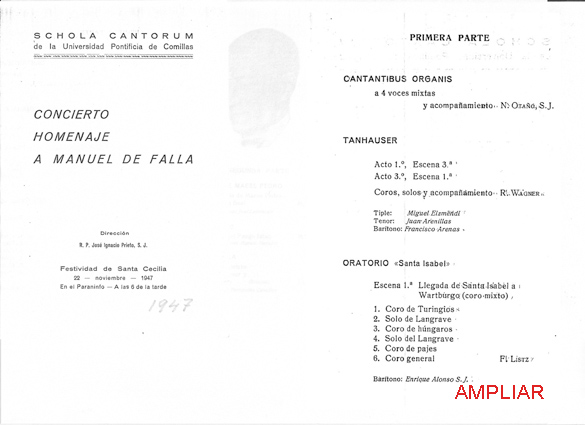 SCHOLA CANTORUM
de la Universidad Pontificia de Comillas
CONCIERTO
HOMENAJE
A MANUEL DE FALLA
Dirección
R. P. José Ignacio Prieto, S. J.
Festividad de Santa Cecilia
22 — noviembre — 1947
En el Paraninfo — A las 6 de la tarde
1947
PRIMERA PARTE
CANTANTIBUS ORGANIS
a 4 voces mixtas
y acompañamiento·· N. OTAÑO, S.J.
TANHAUSER
Acto 1.º, Escena 3.ª
Acto 3.º, Escena 1.ª
Coros, solos y acompañamiento·· R. WAGNER
Tiple: Miguel Eizmendi
Tenor: Juan Arenillas
Barítono: Francisco Arenas
ORATORIO «Santa Isabel»
Escena 1.ª Llegada de Santa Isabel a
Wartburgo (coro-mixto)
1. Coro de Turingios
2. Solo de Langrave
3. Coro de húngaros
4. Solo del Langrave
5. Coro de pajes
6. Coro general F. LISTZ
Barítono: Enrique Alonso S. J.
AMPLIAR